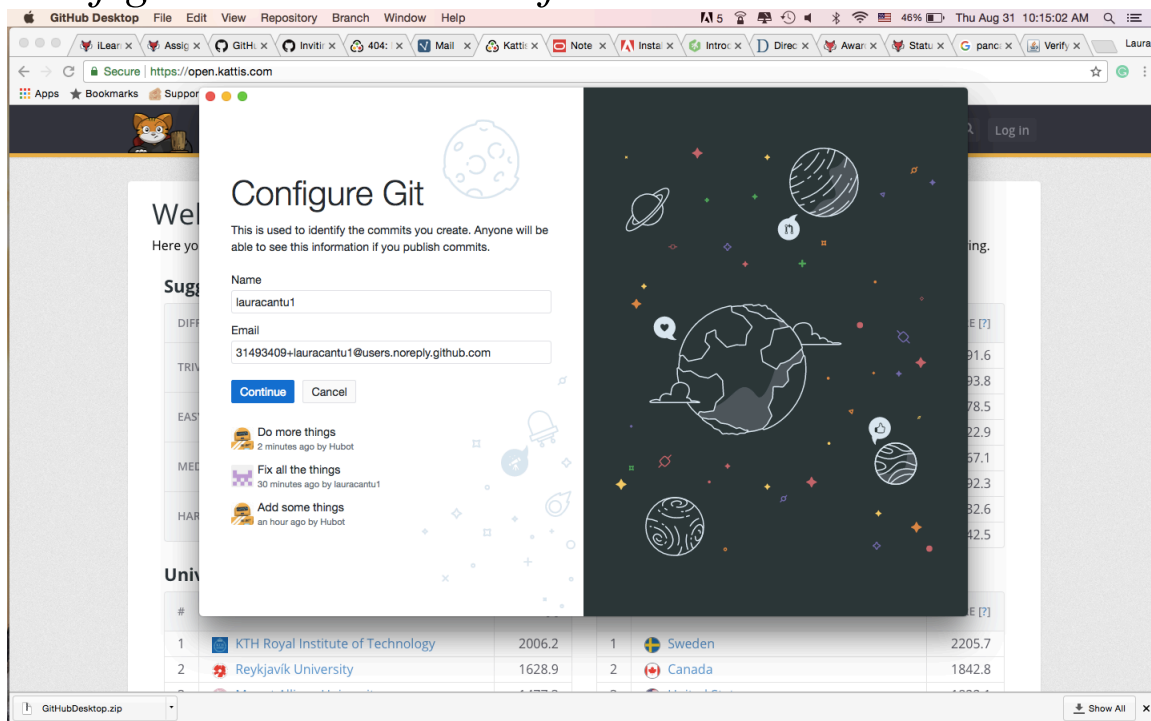 GitHub Desktop File Edit View Repository Branch Window Help 5 46% Thu Aug 31 10:15:02 AM
iLearn Assig GitHu Invitin 404: Mail Kattis Note Instal Introd Direc Awan Statu panc Verify Laura
Secure https://open.kattis.com
Apps Bookmarks Suppor
Log in
Configure Git
This is used to identify the commits you create. Anyone will be
able to see this information if you publish commits.
Name
lauracantu1
Email
31493409+lauracantu1@users.noreply.github.com
Continue Cancel
Do more things
2 minutes ago by Hubot
Fix all the things
30 minutes ago by lauracantu1
Add some things
an hour ago by Hubot
Wel
Here yo ing.
Sugg
DIFF E [?]
TRIV 91.6
93.8
EAS 78.5
22.9
MED 57.1
92.3
HAR 32.6
42.5
Univ
# E [?]
1 KTH Royal Institute of Technology 2006.2 1 Sweden 2205.7
2 Reykjavík University 1628.9 2 Canada 1842.8
GitHubDesktop.zip Show All